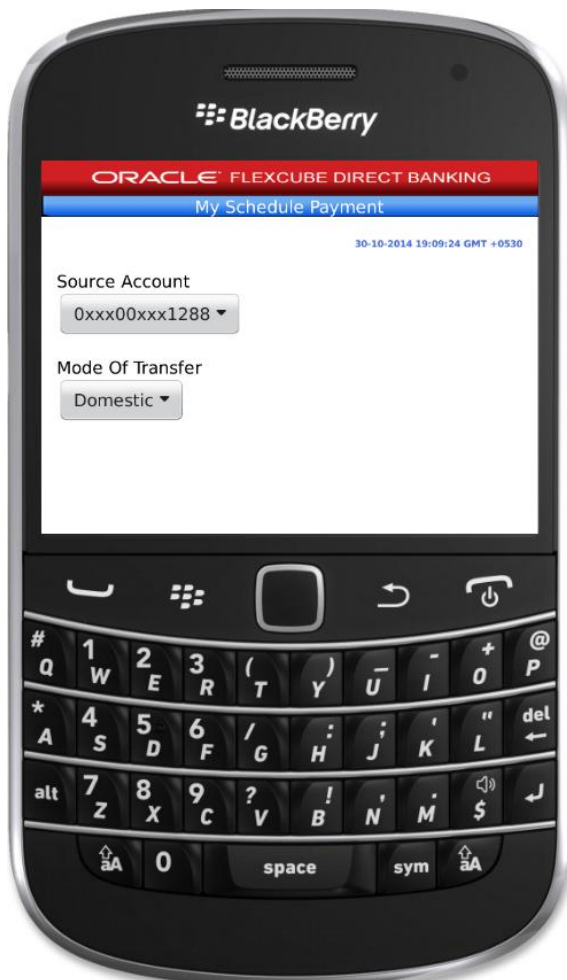 BlackBerry
ORACLE FLEXCUBE DIRECT BANKING
My Schedule Payment
30-10-2014 19:09:24 GMT +0530
Source Account
0xxx00xxx1288
Mode Of Transfer
Domestic
# 1 2 3 ( ) _ - + @
Q W E R T Y U I O P
* 4 5 6 / : ; ' " del
A S D F G H J K L
alt 7 8 9 ? ! , . $
Z X C V B N M
aA 0 space sym aA